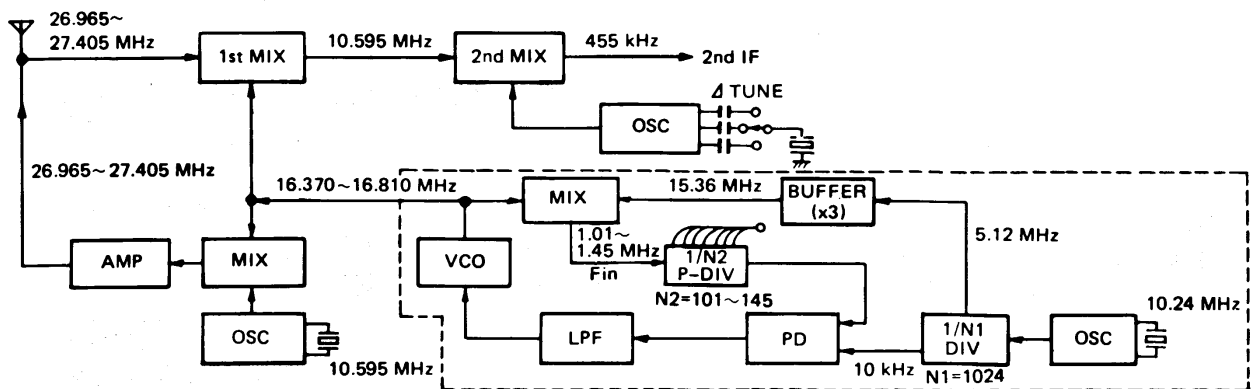 26.965~
27.405 MHz
1st MIX
10.595 MHz
2nd MIX
455 kHz
2nd IF
⊿ TUNE
OSC
26.965~27.405 MHz
16.370~16.810 MHz
MIX
15.36 MHz
BUFFER
(x3)
5.12 MHz
1.01~
1.45 MHz
Fin
1/N2
P-DIV
N2=101~145
AMP
MIX
VCO
10.24 MHz
OSC
10.595 MHz
LPF
PD
10 kHz
1/N1
DIV
N1=1024
OSC